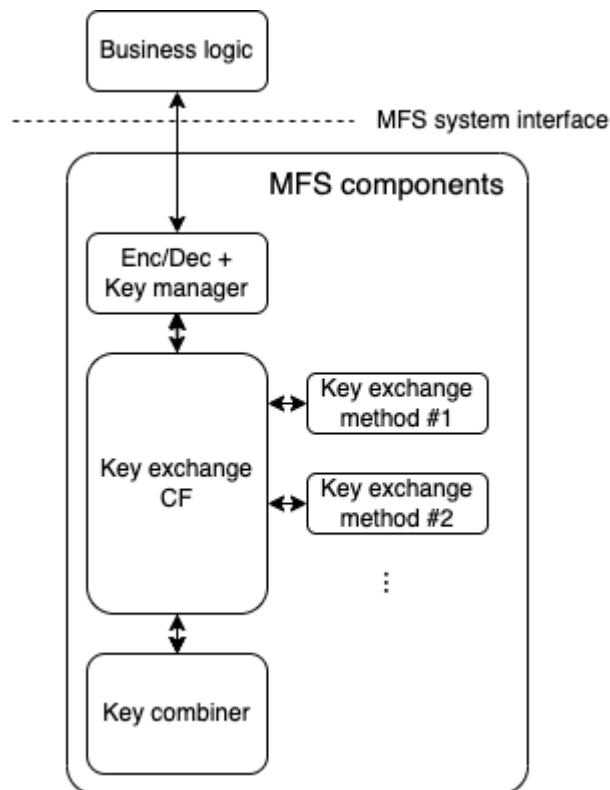 Business logic
MFS system interface
MFS components
Enc/Dec +
Key manager
Key exchange
CF
Key exchange
method #1
Key exchange
method #2
⋮
Key combiner